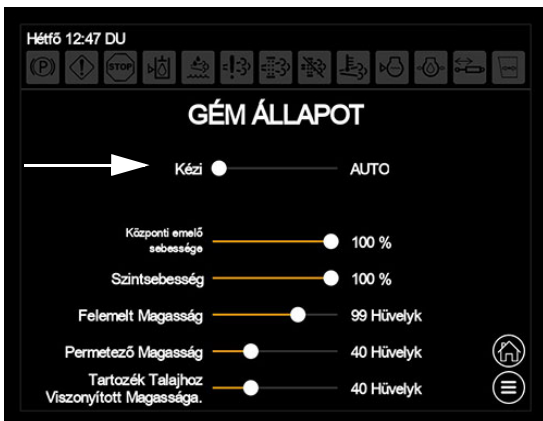 Hétfő 12:47 DU
(P) STOP
GÉM ÁLLAPOT
Kézi AUTO
Központi emelő
sebessége 100 %
Szintsebesség 100 %
Felemelt Magasság 99 Hüvelyk
Permetező Magasság 40 Hüvelyk
Tartozék Talajhoz
Viszonyított Magassága. 40 Hüvelyk